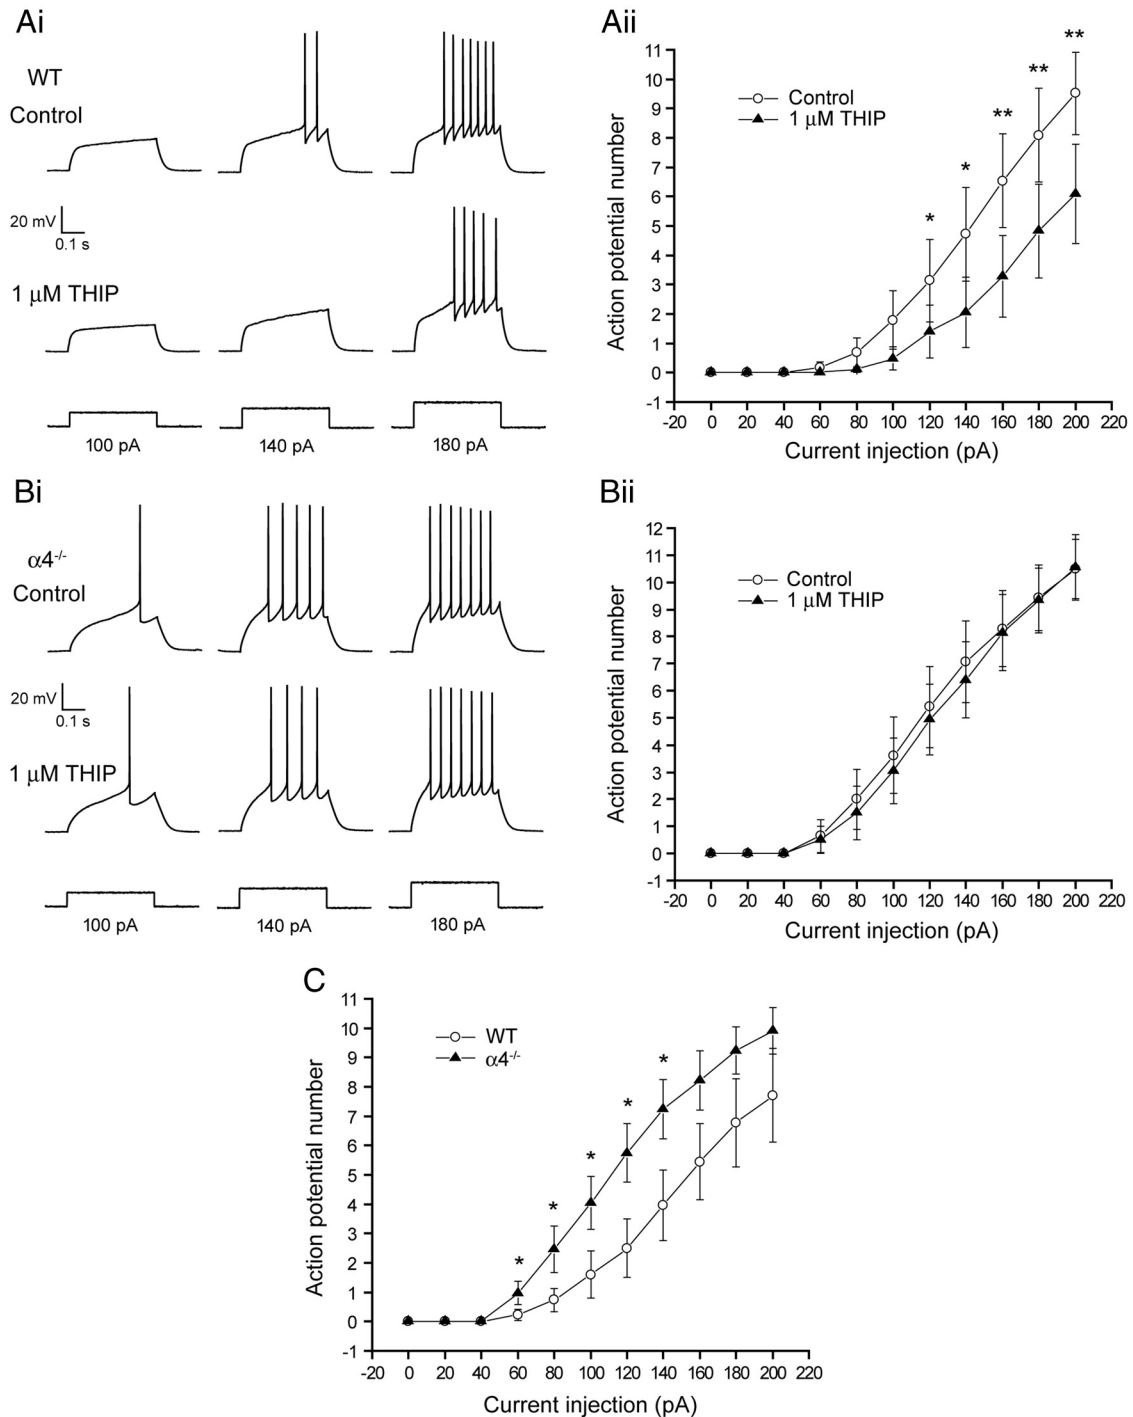 Ai
WT
Control
20 mV
0.1 s
1 μM THIP
100 pA
140 pA
180 pA
Aii
Action potential number
11
10
9
8
7
6
5
4
3
2
1
0
-1
Control
1 μM THIP
* * ** ** **
-20 0 20 40 60 80 100 120 140 160 180 200 220
Current injection (pA)
Bi
α4-/-
Control
20 mV
0.1 s
1 μM THIP
100 pA
140 pA
180 pA
Bii
Action potential number
12
11
10
9
8
7
6
5
4
3
2
1
0
-1
Control
1 μM THIP
-20 0 20 40 60 80 100 120 140 160 180 200 220
Current injection (pA)
C
Action potential number
11
10
9
8
7
6
5
4
3
2
1
0
-1
WT
α4-/-
* * * * *
-20 0 20 40 60 80 100 120 140 160 180 200 220
Current injection (pA)